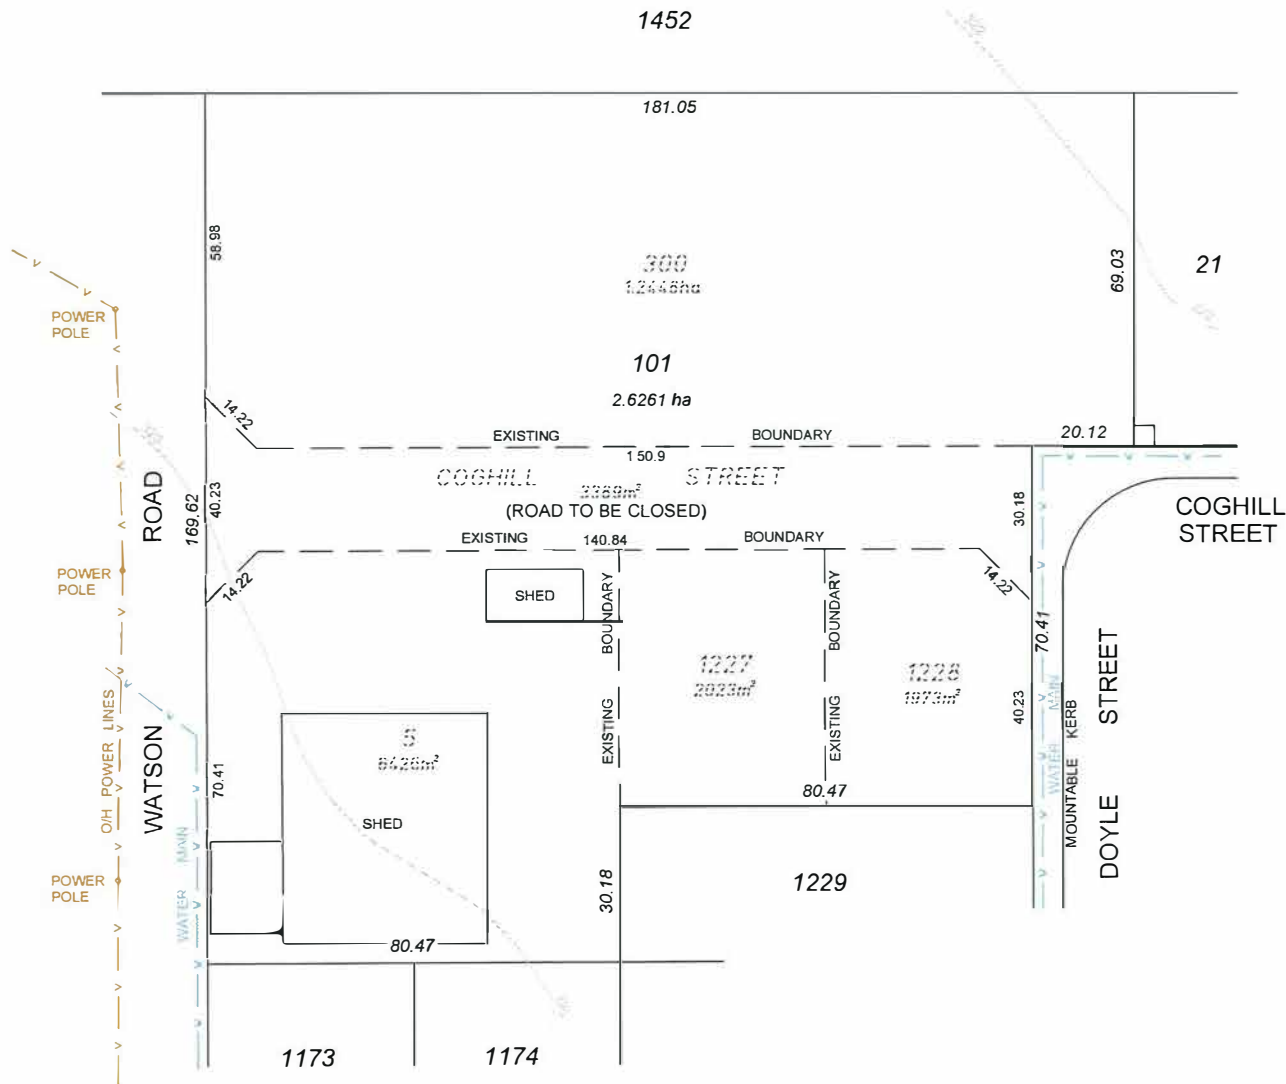 1452
181.05
58.98
300
1.2448ha
69.03
21
POWER
POLE
101
2.6261 ha
14.22
EXISTING BOUNDARY
20.12
150.9
COGHILL STREET
3389m²
(ROAD TO BE CLOSED)
ROAD
169.62
40.23
30.18
COGHILL
STREET
EXISTING 140.84 BOUNDARY
POWER
POLE
14.22
SHED
BOUNDARY
BOUNDARY
14.22
70.41
1227
2023m²
1228
1973m²
STREET
O/H POWER LINES
WATSON
70.41
5
6426m²
EXISTING
EXISTING
40.23
WATER MAIN
MOUNTABLE KERB
80.47
SHED
DOYLE
WATER MAIN
POWER
POLE
30.18
1229
80.47
1173
1174